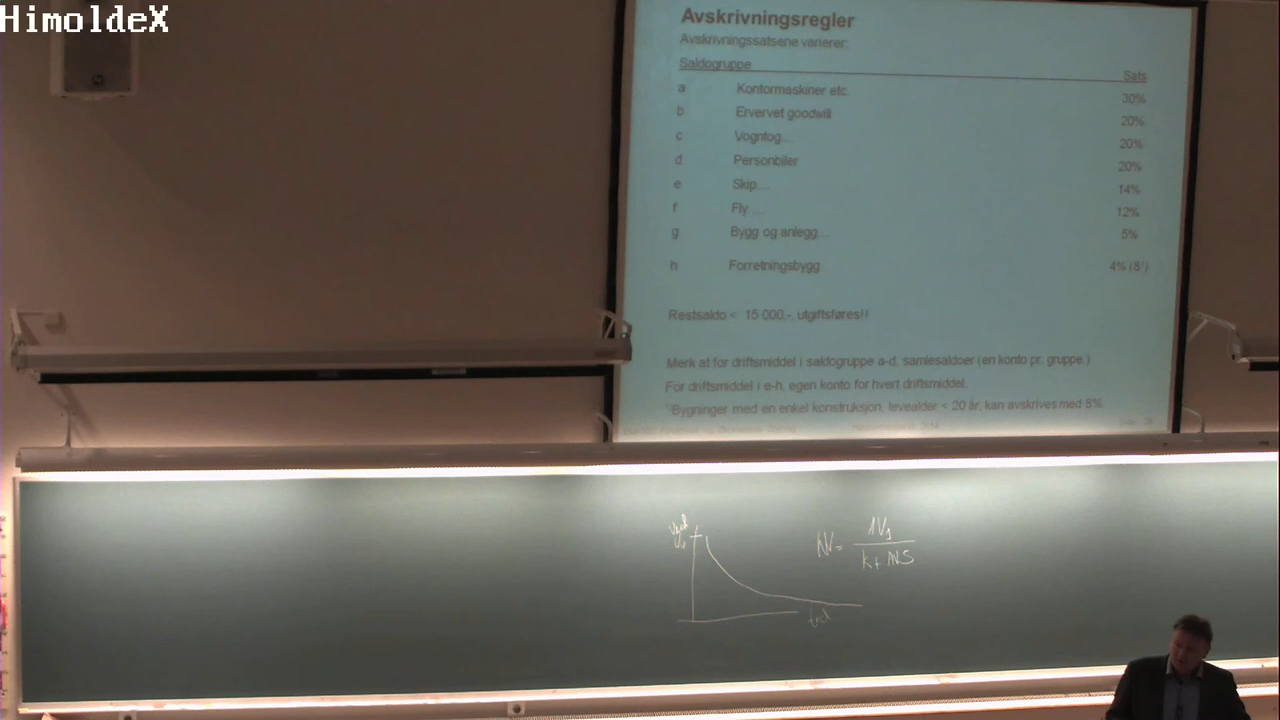 HimoldeX
Avskrivningsregler
Avskrivningssatsene varierer:
Saldogruppe Sats
a Kontormaskiner etc. 30%
b Ervervet goodwill 20%
c Vogntog... 20%
d Personbiler 20%
e Skip.... 14%
f Fly ... 12%
g Bygg og anlegg... 5%
h Forretningsbygg 4% (8¹)
Restsaldo < 15 000,-, utgiftsføres!!
Merk at for driftsmiddel i saldogruppe a-d, samlesaldoer (en konto pr. gruppe.)
For driftsmiddel i e-h, egen konto for hvert driftsmiddel.
¹Bygninger med en enkel konstruksjon, levealder < 20 år, kan avskrives med 8%.